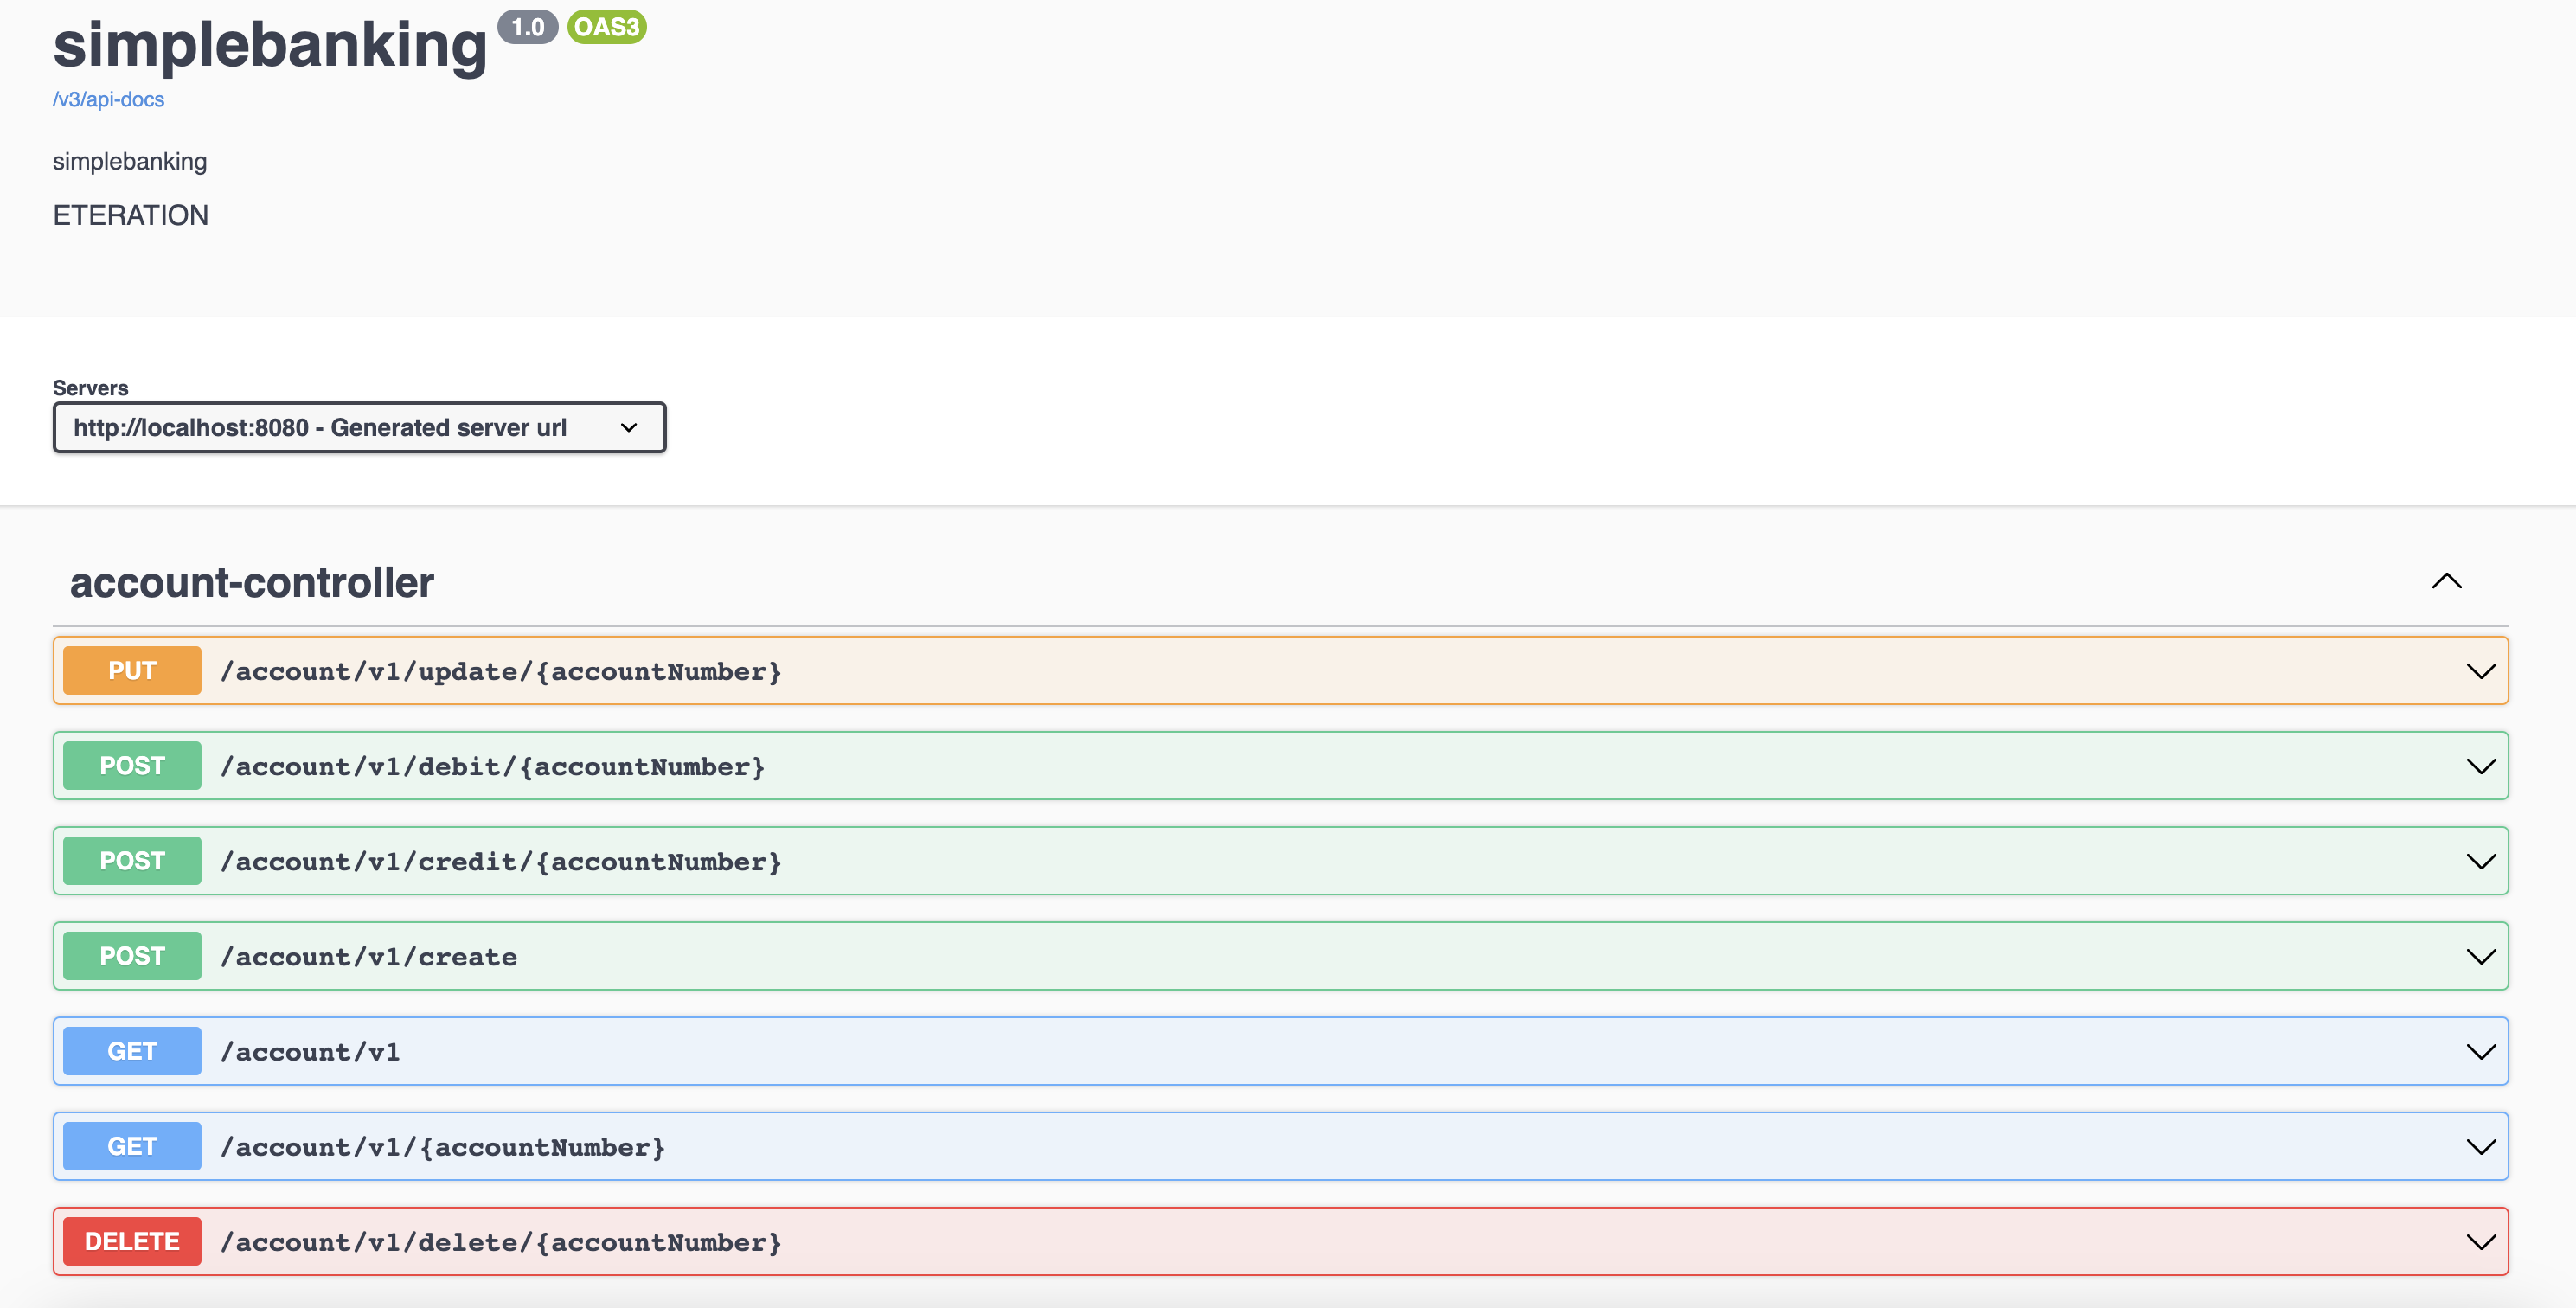 simplebanking 1.0 OAS3
/v3/api-docs
simplebanking
ETERATION
Servers
http://localhost:8080 - Generated server url
account-controller
PUT /account/v1/update/{accountNumber}
POST /account/v1/debit/{accountNumber}
POST /account/v1/credit/{accountNumber}
POST /account/v1/create
GET /account/v1
GET /account/v1/{accountNumber}
DELETE /account/v1/delete/{accountNumber}